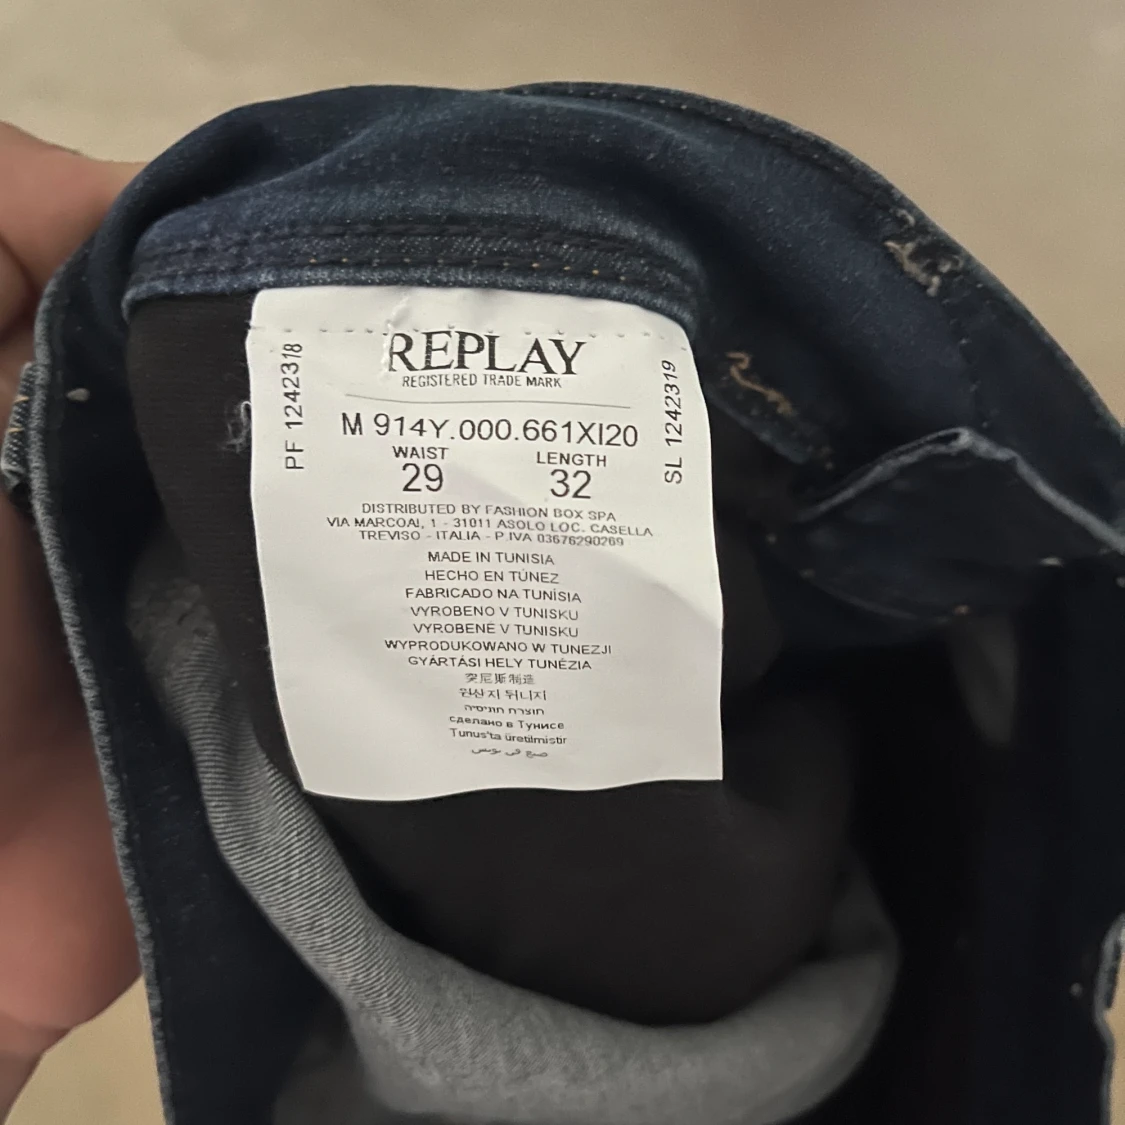 REPLAY
REGISTERED TRADE MARK
PF 1242318
SL 1242319
M 914Y.000.661XI20
WAIST LENGTH
29 32
DISTRIBUTED BY FASHION BOX SPA
VIA MARCOAI, 1 - 31011 ASOLO LOC. CASELLA
TREVISO - ITALIA - P.IVA 03676290269
MADE IN TUNISIA
HECHO EN TÚNEZ
FABRICADO NA TUNÍSIA
VYROBENO V TUNISKU
VYROBENÉ V TUNISKU
WYPRODUKOWANO W TUNEZJI
GYÁRTÁSI HELY TUNÉZIA
突尼斯制造
원산지 튀니지
сделано в Тунисе
Tunus'ta üretilmistir